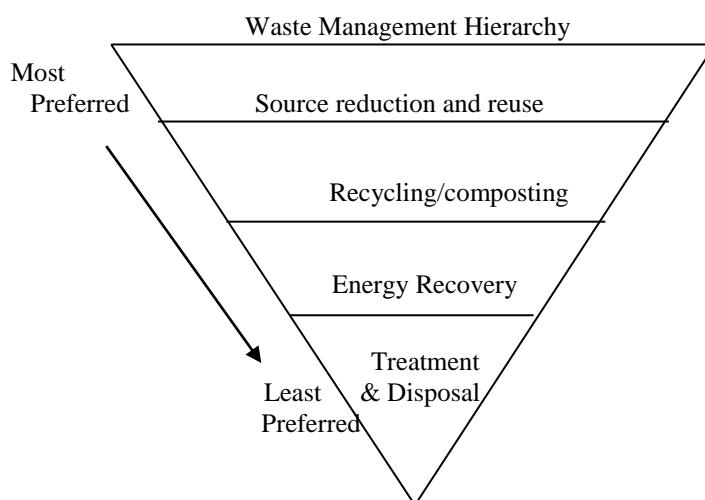 Waste Management Hierarchy
Most
Preferred
Source reduction and reuse
Recycling/composting
Energy Recovery
Treatment
& Disposal
Least
Preferred